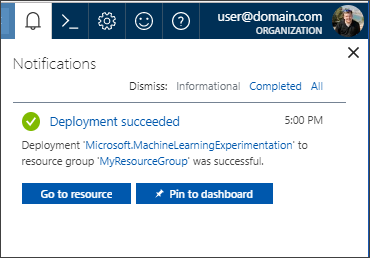 user@domain.com
ORGANIZATION
Notifications
Dismiss: Informational Completed All
Deployment succeeded 5:00 PM
Deployment 'Microsoft.MachineLearningExperimentation' to
resource group 'MyResourceGroup' was successful.
Go to resource Pin to dashboard